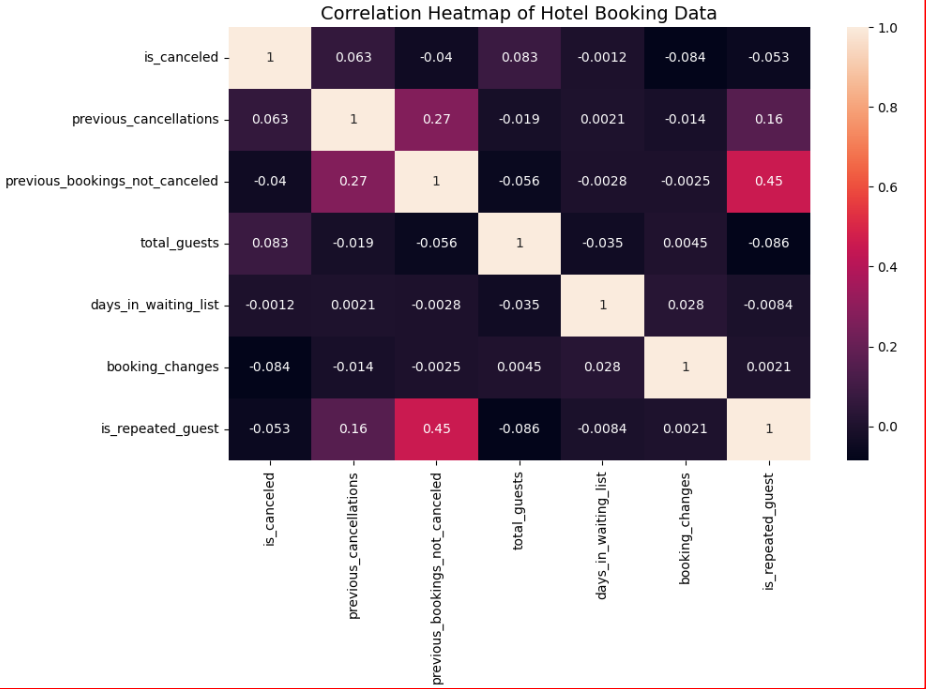 Correlation Heatmap of Hotel Booking Data
is_canceled 1 0.063 -0.04 0.083 -0.0012 -0.084 -0.053
previous_cancellations 0.063 1 0.27 -0.019 0.0021 -0.014 0.16
previous_bookings_not_canceled -0.04 0.27 1 -0.056 -0.0028 -0.0025 0.45
total_guests 0.083 -0.019 -0.056 1 -0.035 0.0045 -0.086
days_in_waiting_list -0.0012 0.0021 -0.0028 -0.035 1 0.028 -0.0084
booking_changes -0.084 -0.014 -0.0025 0.0045 0.028 1 0.0021
is_repeated_guest -0.053 0.16 0.45 -0.086 -0.0084 0.0021 1
is_canceled
previous_cancellations
previous_bookings_not_canceled
total_guests
days_in_waiting_list
booking_changes
is_repeated_guest
1.0
0.8
0.6
0.4
0.2
0.0